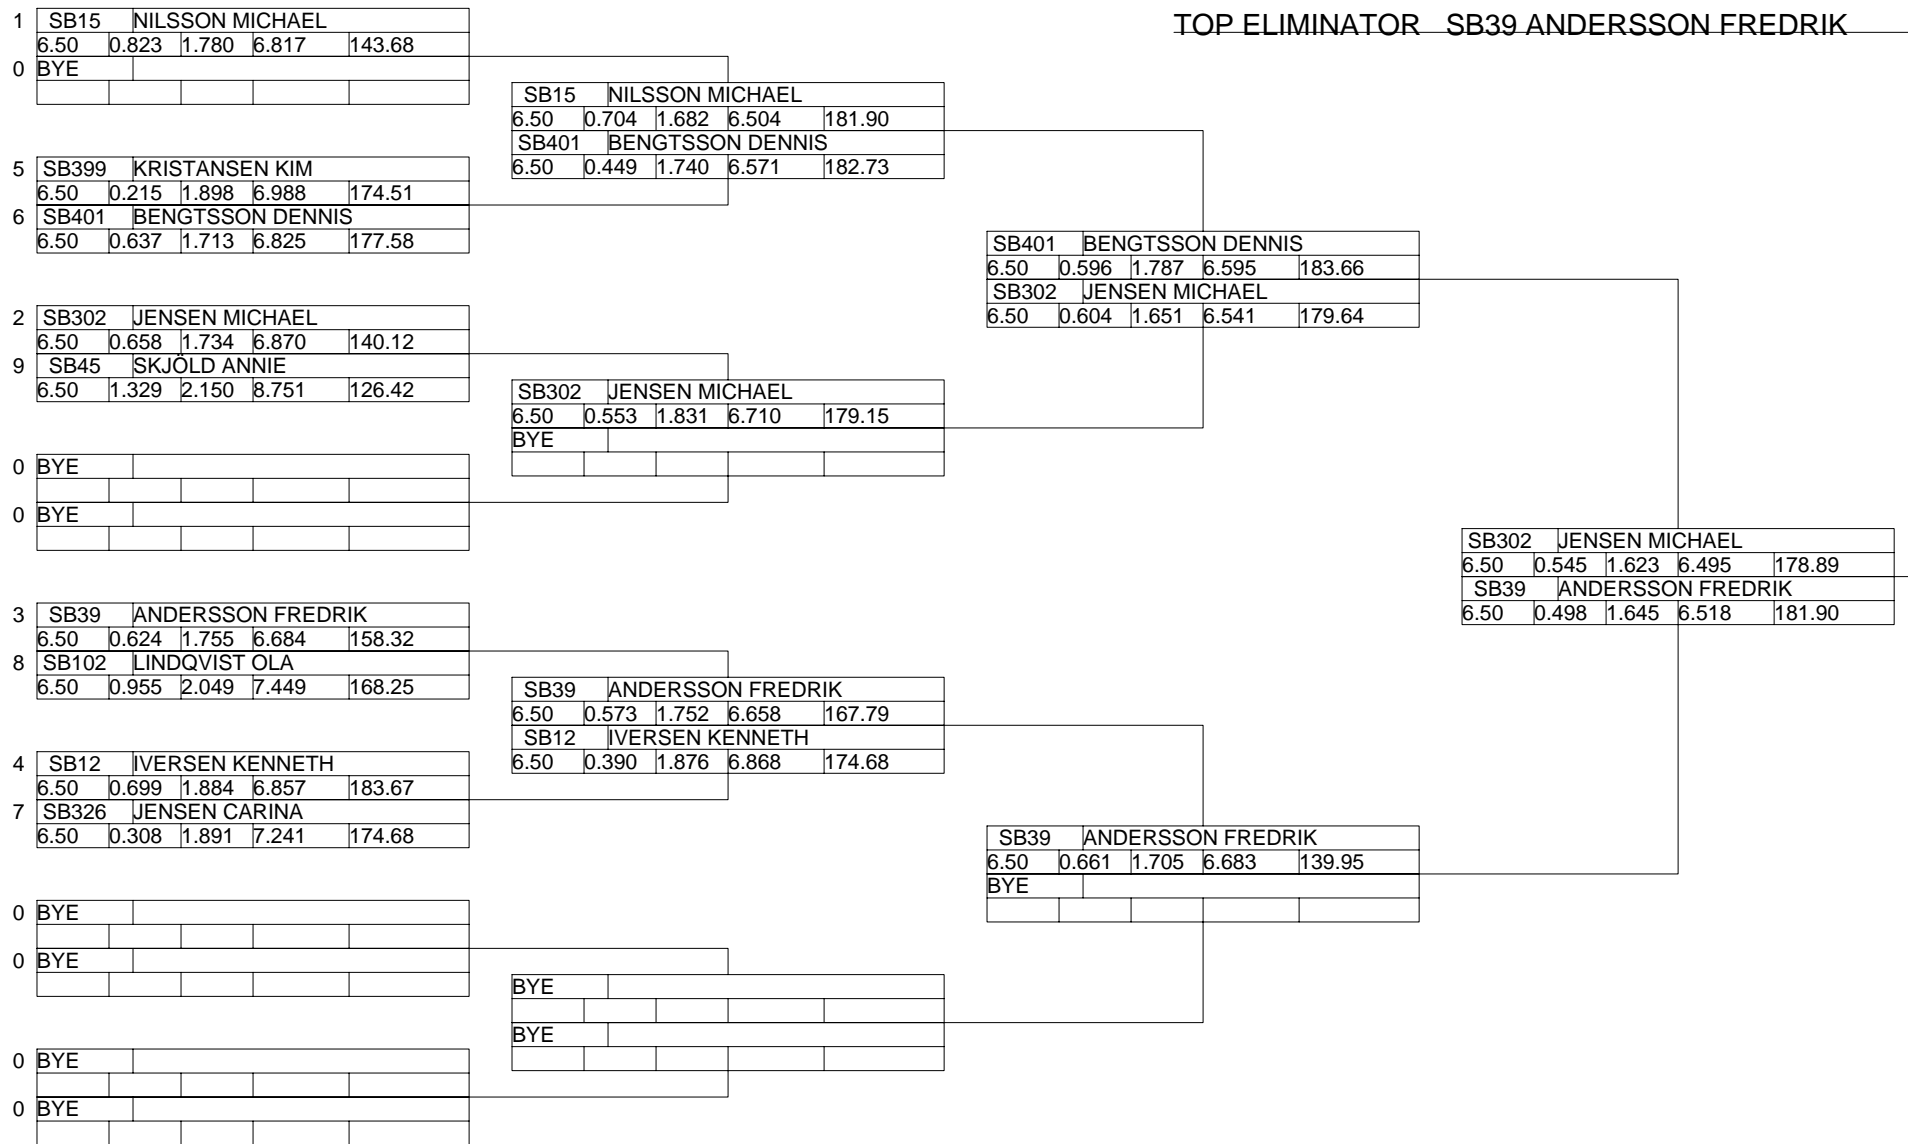 TOP ELIMINATOR SB39 ANDERSSON FREDRIK
1 SB15 NILSSON MICHAEL
6.50 0.823 1.780 6.817 143.68
0 BYE
5 SB399 KRISTANSEN KIM
6.50 0.215 1.898 6.988 174.51
6 SB401 BENGTSSON DENNIS
6.50 0.637 1.713 6.825 177.58
2 SB302 JENSEN MICHAEL
6.50 0.658 1.734 6.870 140.12
9 SB45 SKJÖLD ANNIE
6.50 1.329 2.150 8.751 126.42
0 BYE
0 BYE
3 SB39 ANDERSSON FREDRIK
6.50 0.624 1.755 6.684 158.32
8 SB102 LINDQVIST OLA
6.50 0.955 2.049 7.449 168.25
4 SB12 IVERSEN KENNETH
6.50 0.699 1.884 6.857 183.67
7 SB326 JENSEN CARINA
6.50 0.308 1.891 7.241 174.68
0 BYE
0 BYE
0 BYE
0 BYE
SB15 NILSSON MICHAEL
6.50 0.704 1.682 6.504 181.90
SB401 BENGTSSON DENNIS
6.50 0.449 1.740 6.571 182.73
SB302 JENSEN MICHAEL
6.50 0.553 1.831 6.710 179.15
BYE
SB39 ANDERSSON FREDRIK
6.50 0.573 1.752 6.658 167.79
SB12 IVERSEN KENNETH
6.50 0.390 1.876 6.868 174.68
BYE
BYE
SB401 BENGTSSON DENNIS
6.50 0.596 1.787 6.595 183.66
SB302 JENSEN MICHAEL
6.50 0.604 1.651 6.541 179.64
SB39 ANDERSSON FREDRIK
6.50 0.661 1.705 6.683 139.95
BYE
SB302 JENSEN MICHAEL
6.50 0.545 1.623 6.495 178.89
SB39 ANDERSSON FREDRIK
6.50 0.498 1.645 6.518 181.90